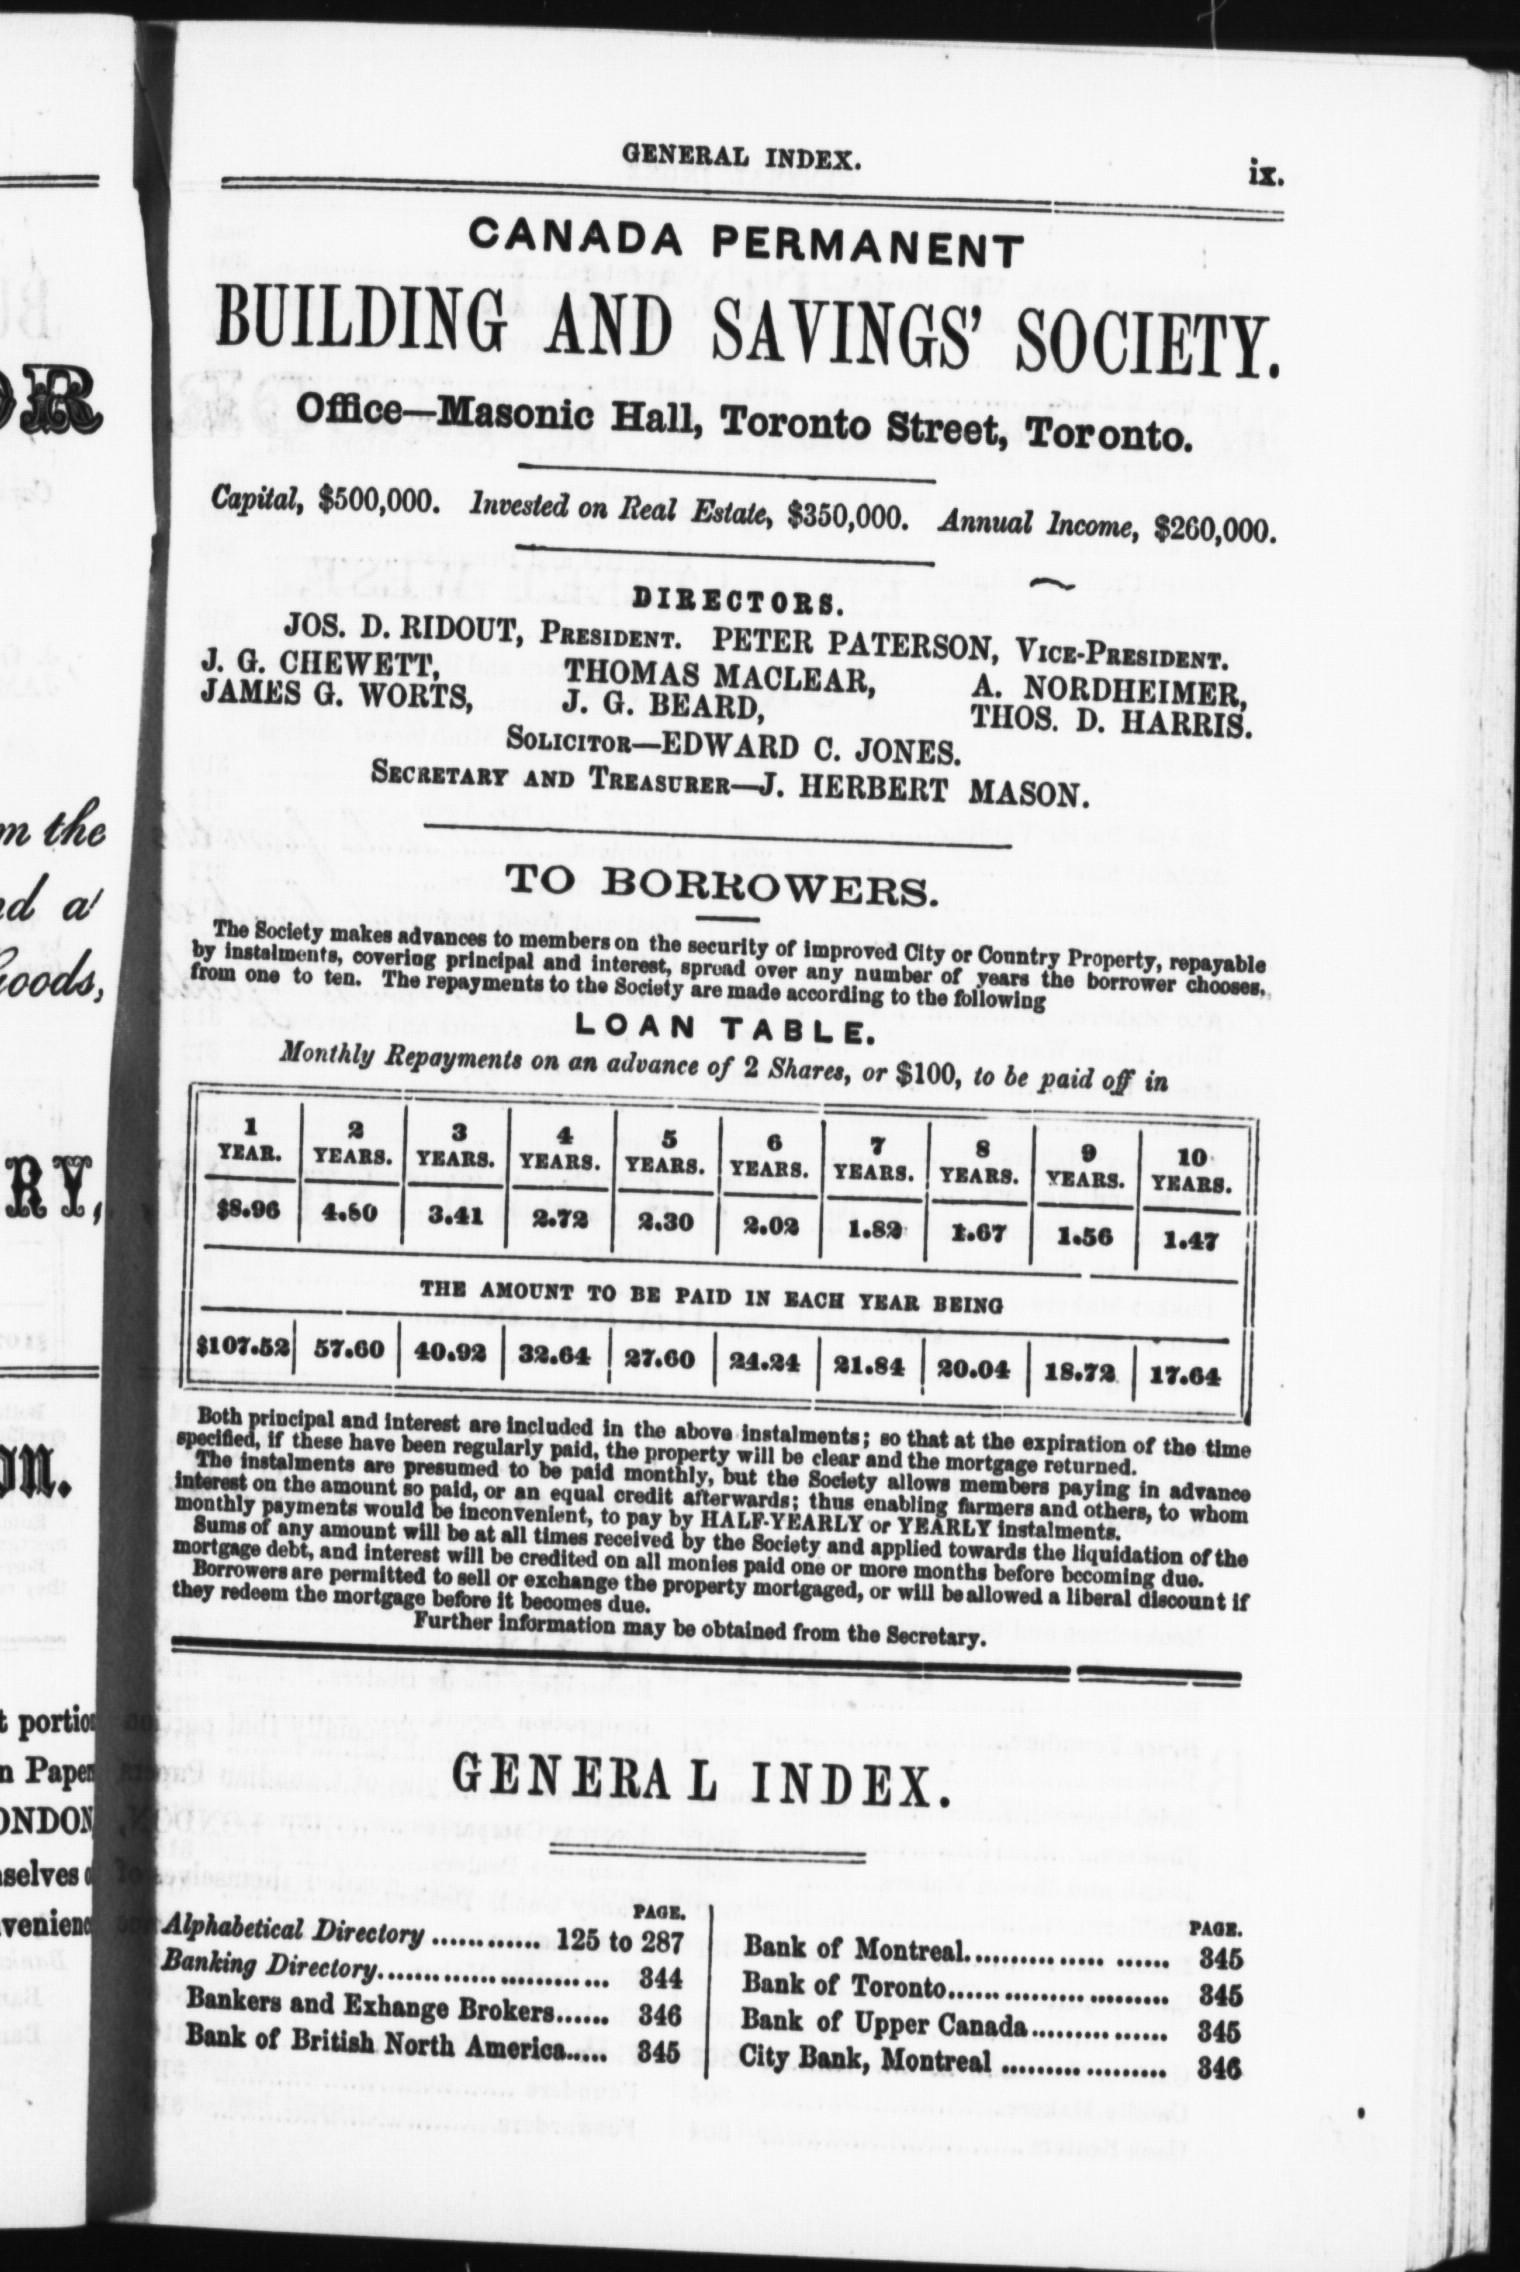 GENERAL INDEX.
ix.
CANADA PERMANENT
BUILDING AND SAVINGS' SOCIETY.
Office—Masonic Hall, Toronto Street, Toronto.
Capital, $500,000. Invested on Real Estate, $350,000. Annual Income, $260,000.
DIRECTORS.
JOS. D. RIDOUT, PRESIDENT. PETER PATERSON, VICE-PRESIDENT.
J. G. CHEWETT, THOMAS MACLEAR, A. NORDHEIMER,
JAMES G. WORTS, J. G. BEARD, THOS. D. HARRIS.
SOLICITOR—EDWARD C. JONES.
SECRETARY AND TREASURER—J. HERBERT MASON.
TO BORROWERS.
The Society makes advances to members on the security of improved City or Country Property, repayable
by instalments, covering principal and interest, spread over any number of years the borrower chooses,
from one to ten. The repayments to the Society are made according to the following
LOAN TABLE.
Monthly Repayments on an advance of 2 Shares, or $100, to be paid off in
1 2 3 4 5 6 7 8 9 10
YEAR. YEARS. YEARS. YEARS. YEARS. YEARS. YEARS. YEARS. YEARS. YEARS.
$8.96 4.80 3.41 2.72 2.30 2.02 1.82 1.67 1.56 1.47
THE AMOUNT TO BE PAID IN EACH YEAR BEING
$107.52 57.60 40.92 32.64 27.60 24.24 21.84 20.04 18.72 17.64
Both principal and interest are included in the above instalments; so that at the expiration of the time
specified, if these have been regularly paid, the property will be clear and the mortgage returned.
The instalments are presumed to be paid monthly, but the Society allows members paying in advance
interest on the amount so paid, or an equal credit afterwards; thus enabling farmers and others, to whom
monthly payments would be inconvenient, to pay by HALF-YEARLY or YEARLY instalments.
Sums of any amount will be at all times received by the Society and applied towards the liquidation of the
mortgage debt, and interest will be credited on all monies paid one or more months before becoming due.
Borrowers are permitted to sell or exchange the property mortgaged, or will be allowed a liberal discount if
they redeem the mortgage before it becomes due.
Further information may be obtained from the Secretary.
GENERAL INDEX.
PAGE.
Alphabetical Directory ............ 125 to 287
Banking Directory.......................... 344
Bankers and Exhange Brokers...... 346
Bank of British North America..... 345
PAGE.
Bank of Montreal.................. ...... 345
Bank of Toronto......................... 345
Bank of Upper Canada................ 345
City Bank, Montreal ................... 346
OR
m the
d a
Goods,
RY,
on.
t portion
n Paper
ONDON
selves
venience